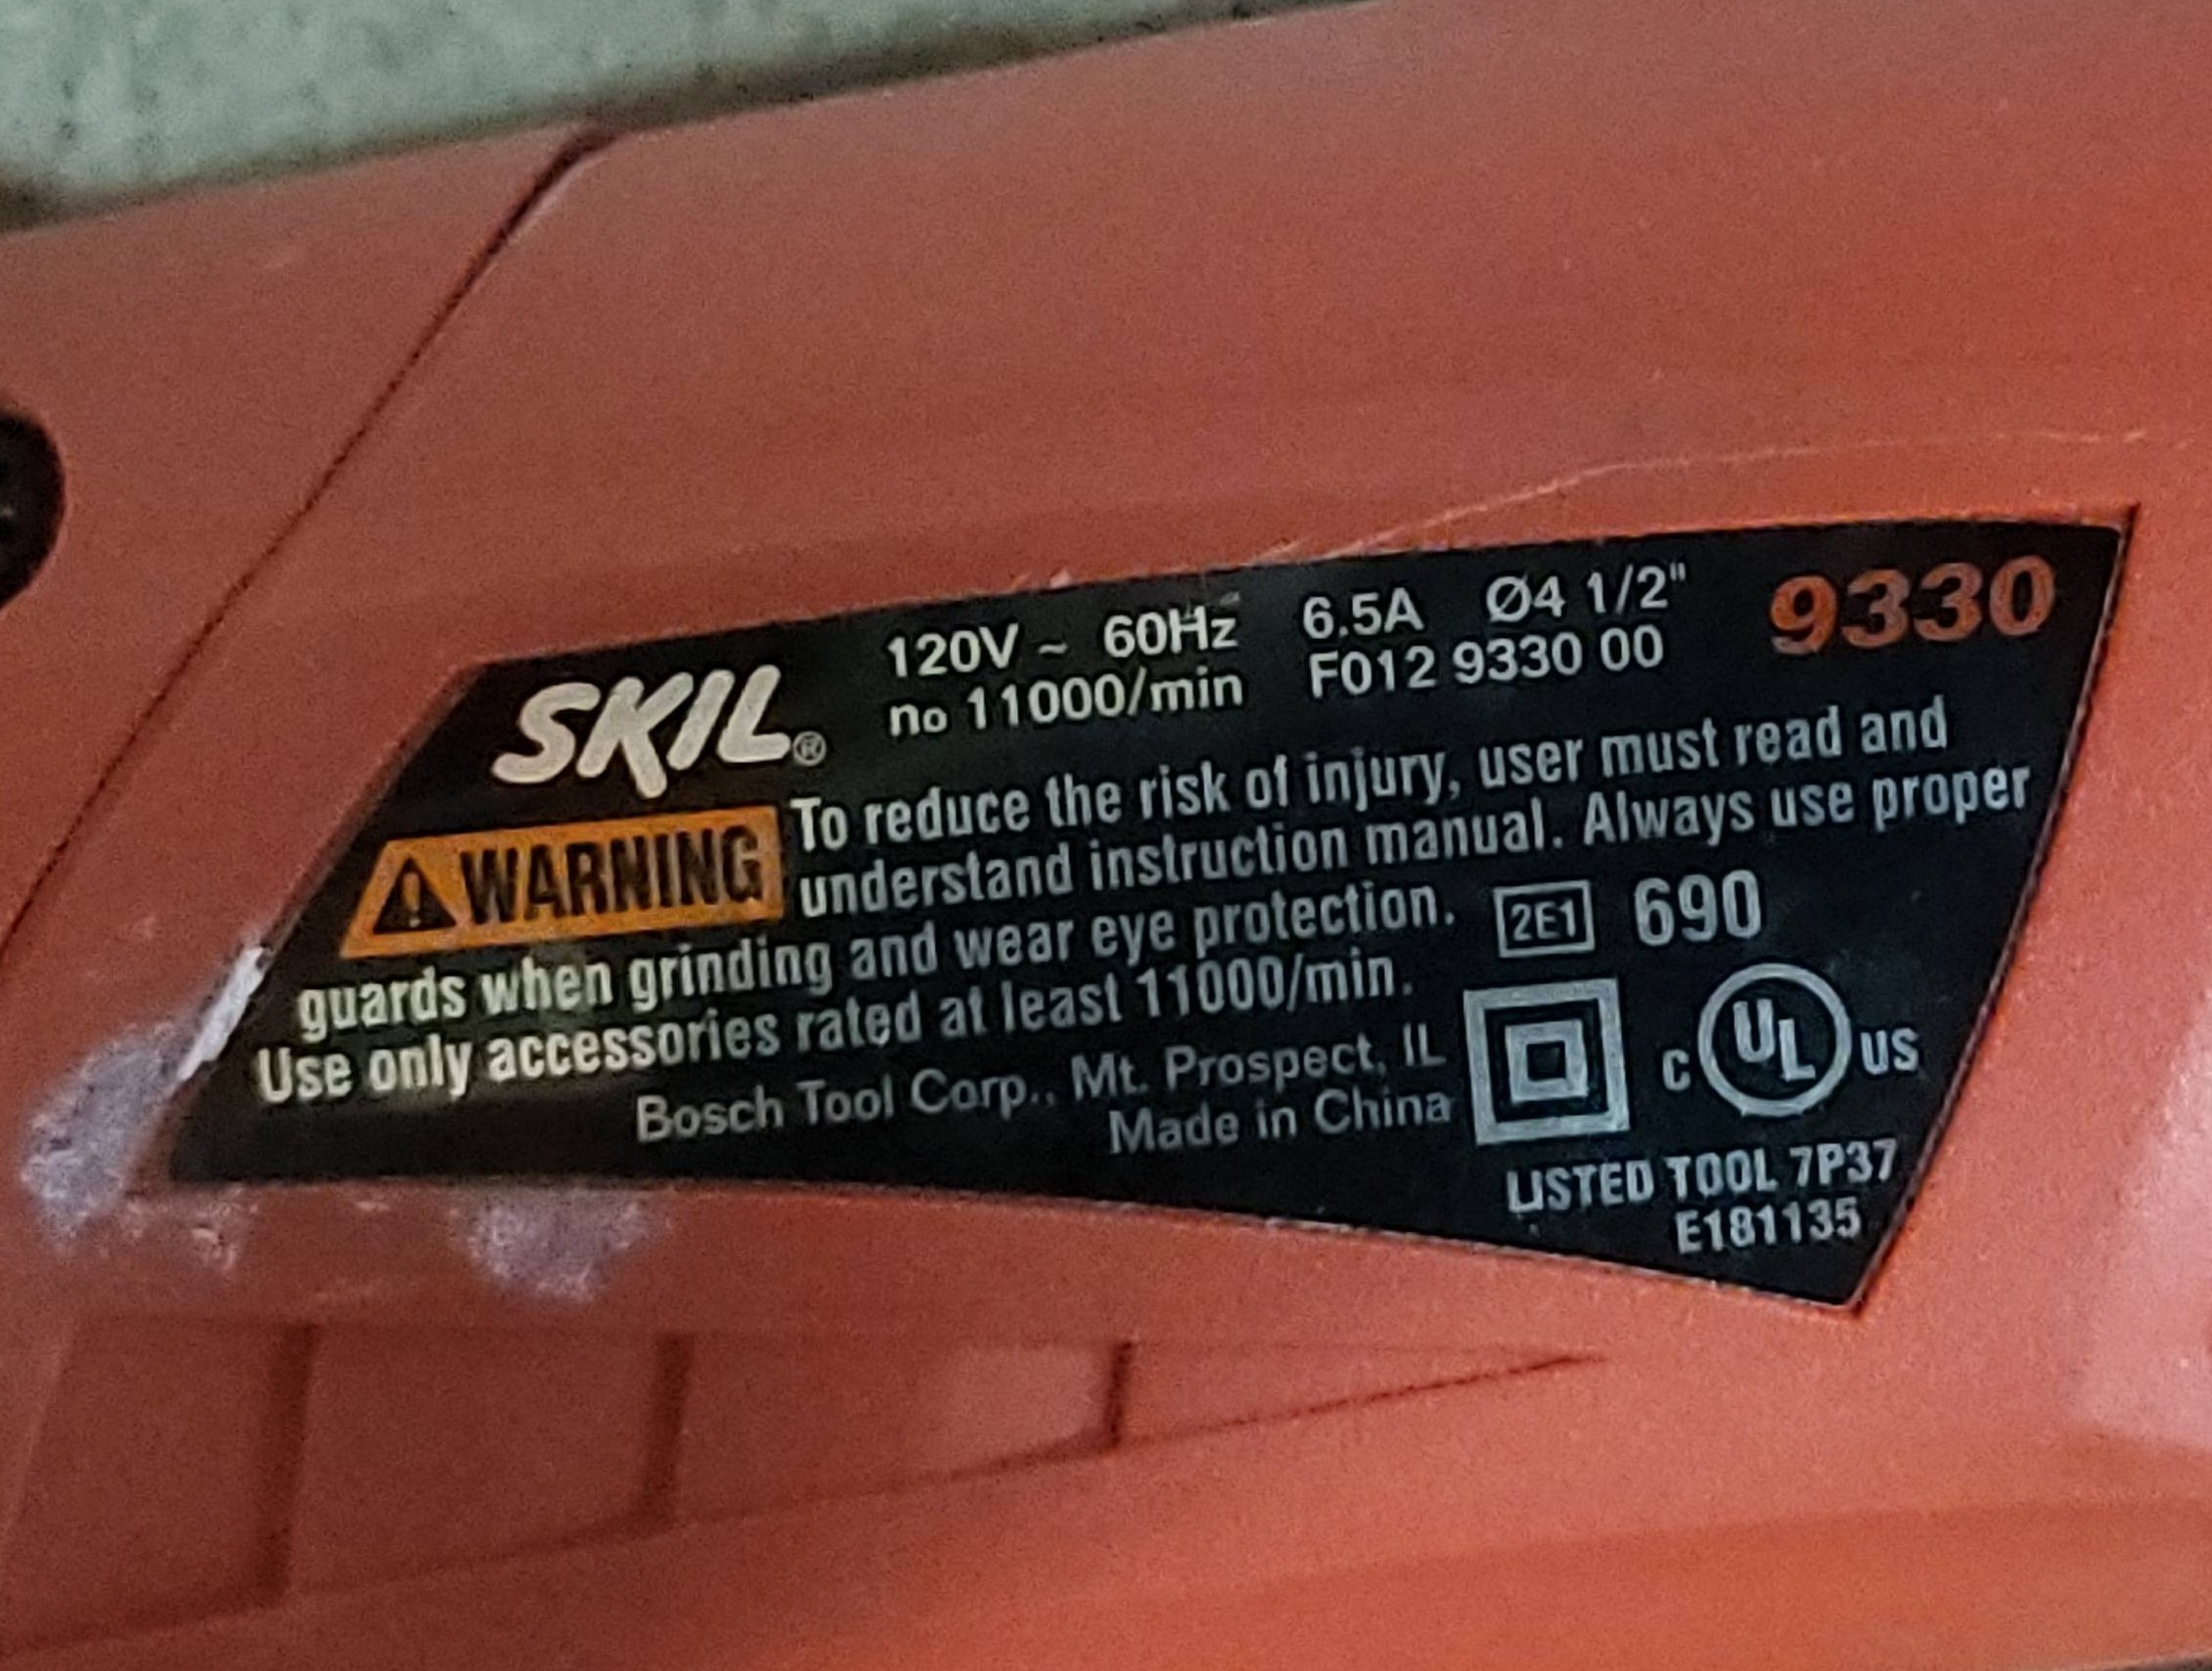 SKIL®
120V ~ 60Hz 6.5A Ø4 1/2"
no 11000/min F012 9330 00
9330
⚠ WARNING To reduce the risk of injury, user must read and
understand instruction manual. Always use proper
guards when grinding and wear eye protection.
Use only accessories rated at least 11000/min.
2E1 690
Bosch Tool Corp., Mt. Prospect, IL
Made in China
C UL US
LISTED TOOL 7P37
E181135